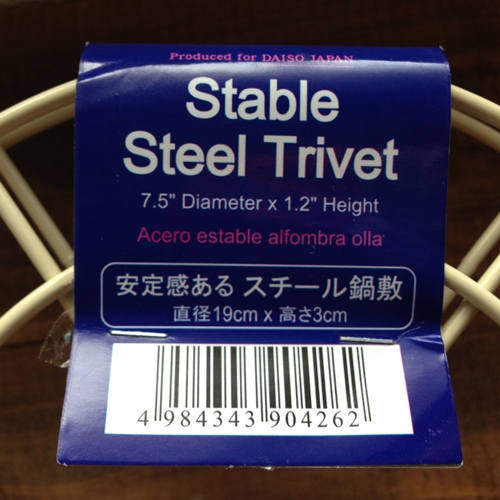 Produced for DAISO JAPAN
Stable
Steel Trivet
7.5" Diameter x 1.2" Height
Acero estable alfombra olla
安定感ある スチール鍋敷
直径19cm x 高さ3cm
4 984343 904262